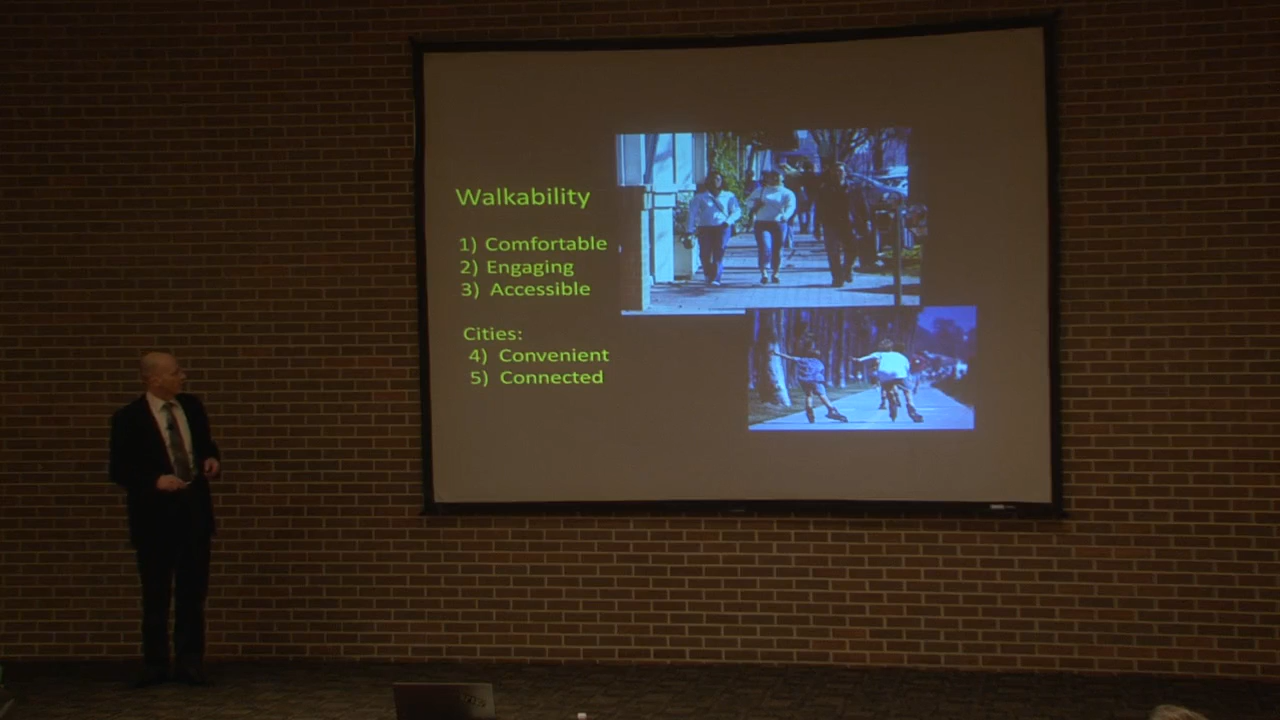 Walkability
1) Comfortable
2) Engaging
3) Accessible
Cities:
4) Convenient
5) Connected